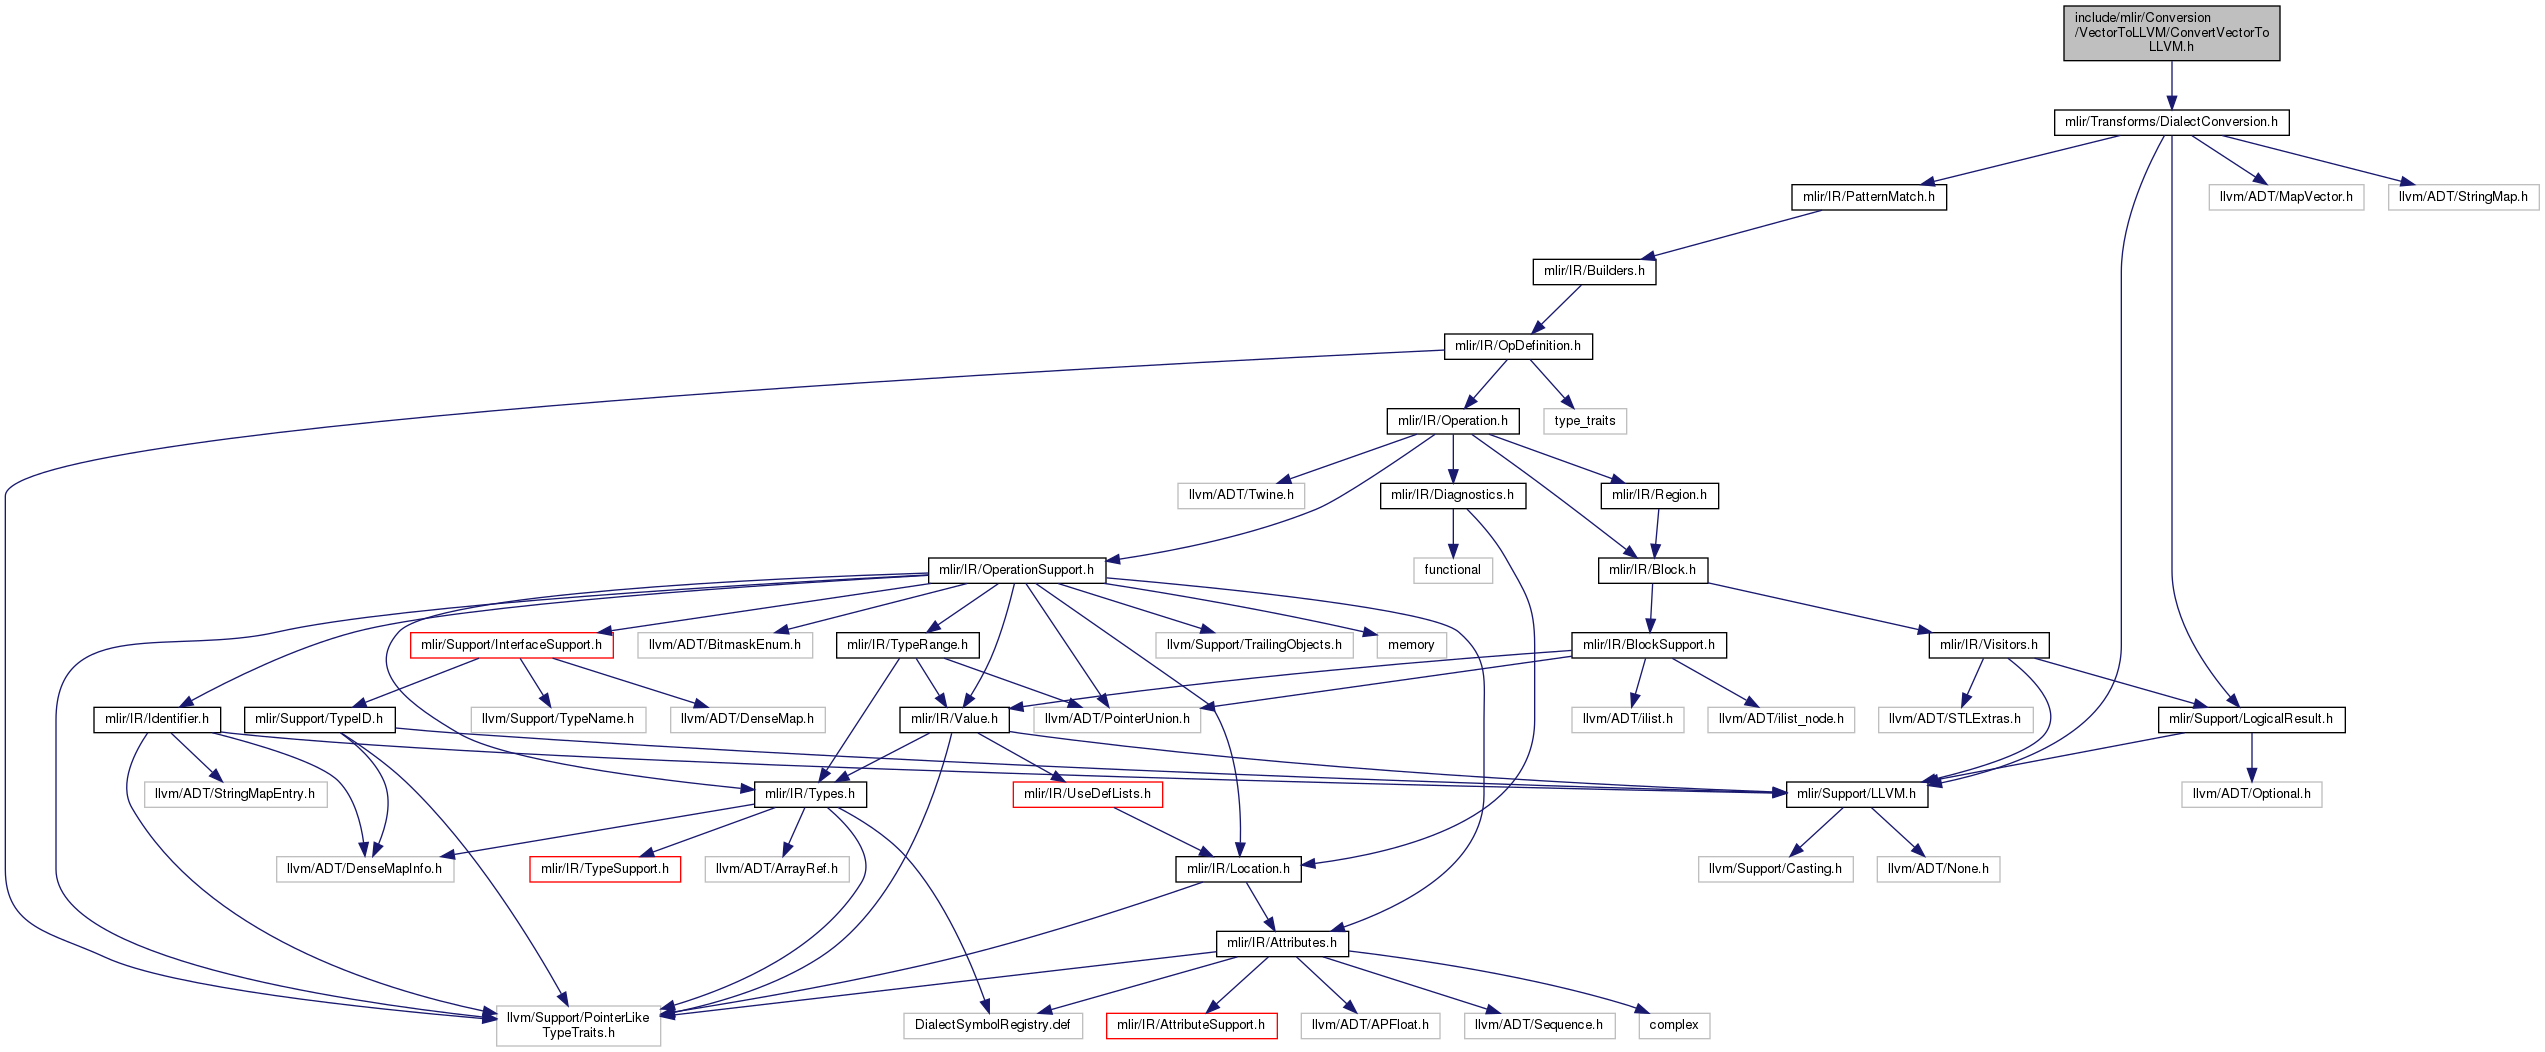 include/mlir/Conversion
/VectorToLLVM/ConvertVectorTo
LLVM.h
mlir/Transforms/DialectConversion.h
mlir/IR/PatternMatch.h
llvm/ADT/MapVector.h
llvm/ADT/StringMap.h
mlir/IR/Builders.h
mlir/IR/OpDefinition.h
mlir/IR/Operation.h
type_traits
llvm/ADT/Twine.h
mlir/IR/Diagnostics.h
mlir/IR/Region.h
mlir/IR/OperationSupport.h
functional
mlir/IR/Block.h
mlir/Support/InterfaceSupport.h
llvm/ADT/BitmaskEnum.h
mlir/IR/TypeRange.h
llvm/Support/TrailingObjects.h
memory
mlir/IR/BlockSupport.h
mlir/IR/Visitors.h
mlir/IR/Identifier.h
mlir/Support/TypeID.h
llvm/Support/TypeName.h
llvm/ADT/DenseMap.h
mlir/IR/Value.h
llvm/ADT/PointerUnion.h
llvm/ADT/ilist.h
llvm/ADT/ilist_node.h
llvm/ADT/STLExtras.h
mlir/Support/LogicalResult.h
llvm/ADT/StringMapEntry.h
mlir/IR/Types.h
mlir/IR/UseDefLists.h
mlir/Support/LLVM.h
llvm/ADT/Optional.h
llvm/ADT/DenseMapInfo.h
mlir/IR/TypeSupport.h
llvm/ADT/ArrayRef.h
mlir/IR/Location.h
llvm/Support/Casting.h
llvm/ADT/None.h
mlir/IR/Attributes.h
llvm/Support/PointerLike
TypeTraits.h
DialectSymbolRegistry.def
mlir/IR/AttributeSupport.h
llvm/ADT/APFloat.h
llvm/ADT/Sequence.h
complex